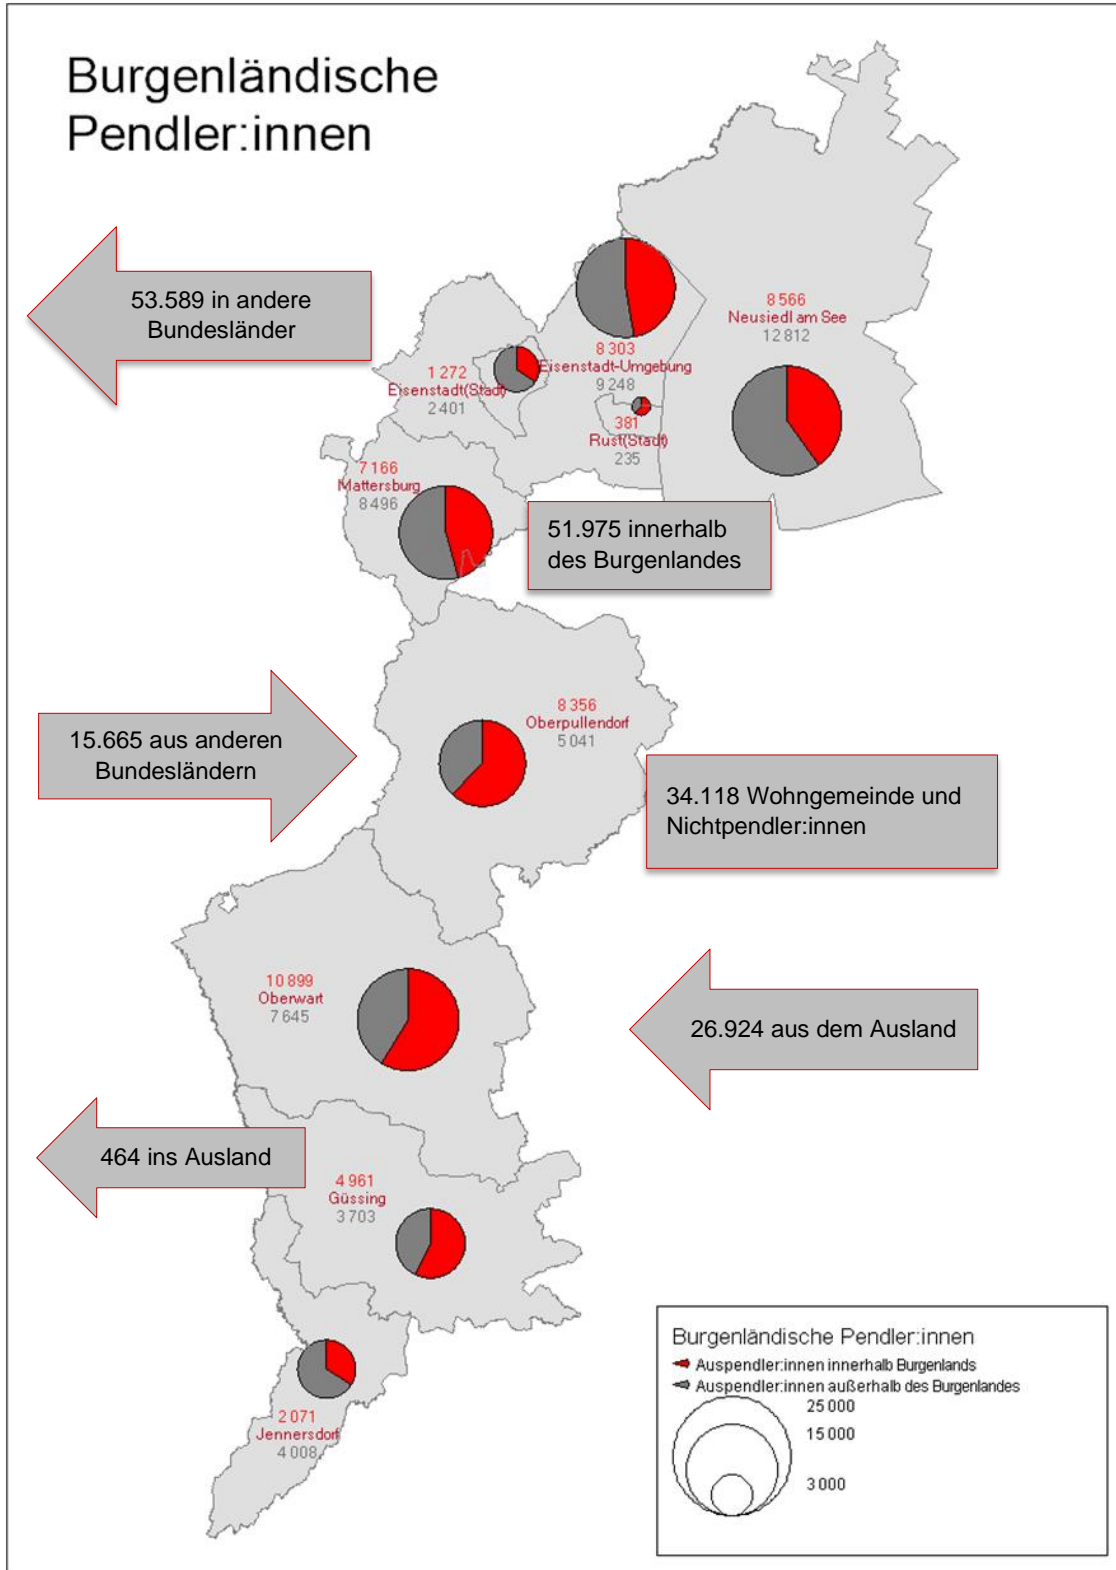 Burgenländische
Pendler:innen
53.589 in andere
Bundesländer
8 566
Neusiedl am See
12 812
8 303
Eisenstadt-Umgebung
9 248
1 272
Eisenstadt(Stadt)
2 401
381
Rust(Stadt)
235
7 166
Mattersburg
8 496
51.975 innerhalb
des Burgenlandes
8 356
Oberpullendorf
5 041
15.665 aus anderen
Bundesländern
34.118 Wohngemeinde und
Nichtpendler:innen
10 899
Oberwart
7 645
26.924 aus dem Ausland
464 ins Ausland
4 961
Güssing
3 703
2 071
Jennersdorf
4 008
Burgenländische Pendler:innen
Auspendler:innen innerhalb Burgenlands
Auspendler:innen außerhalb des Burgenlandes
25 000
15 000
3 000